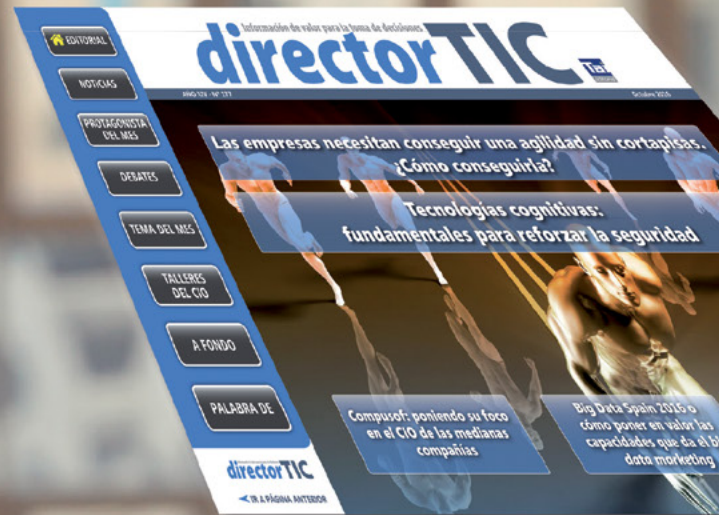 Información de valor para la toma de decisiones
directorTIC
Octubre 2016
EDITORIAL
NOTICIAS
PROTAGONISTA
DEL MES
DEBATES
TEMA DEL MES
TALLERES
DEL CIO
A FONDO
PALABRA DE
directorTIC
IR A PÁGINA ANTERIOR
Las empresas necesitan conseguir una agilidad sin cortapisas.
¿Cómo conseguirla?
Tecnologías cognitivas:
fundamentales para reforzar la seguridad
Compusof: poniendo su foco
en el CIO de las medianas
compañías
Big Data Spain 2016 o
cómo poner en valor las
capacidades que da el bi
data marketing